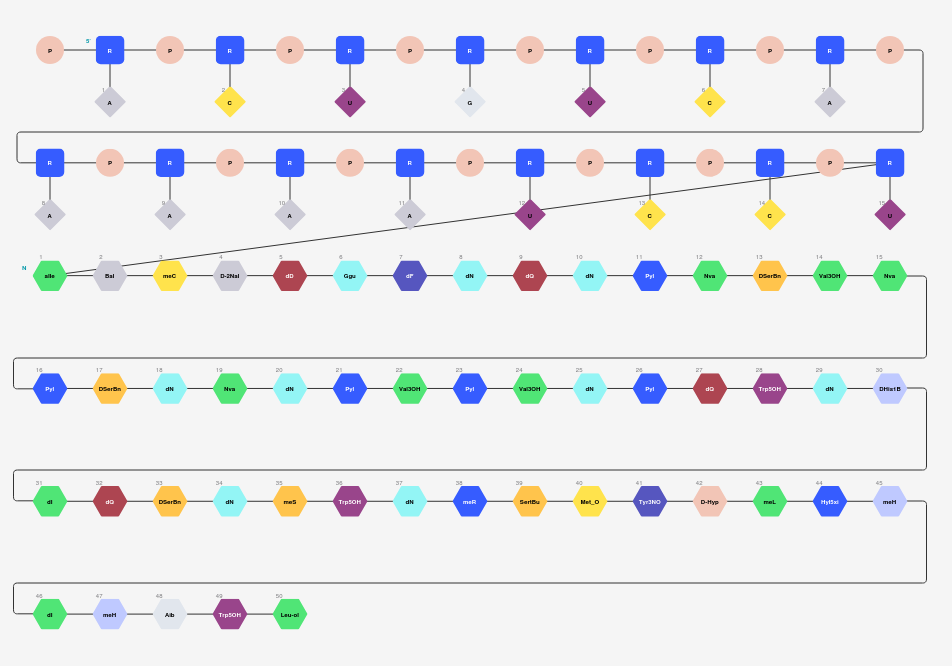 P 5' R P R P R P R P R P R P R P
1 A 2 C 3 U 4 G 5 U 6 C 7 A
R P R P R P R P R P R P R P R
8 A 9 A 10 A 11 A 12 U 13 C 14 C 15 U
N 1 2 3 4 5 6 7 8 9 10 11 12 13 14 15
aIle Bal meC D-2Nal dD Ggu dF dN dQ dN Pyl Nva DSerBn Val3OH Nva
16 17 18 19 20 21 22 23 24 25 26 27 28 29 30
Pyl DSerBn dN Nva dN Pyl Val3OH Pyl Val3OH dN Pyl dQ Trp5OH dN DHistB
31 32 33 34 35 36 37 38 39 40 41 42 43 44 45
dI dQ DSerBn dN meS Trp5OH dN meR SertBu Met_O Tyr3NO D-Hyp meL Hyl5xi meH
46 47 48 49 50
dI meH Aib Trp5OH Leu-ol